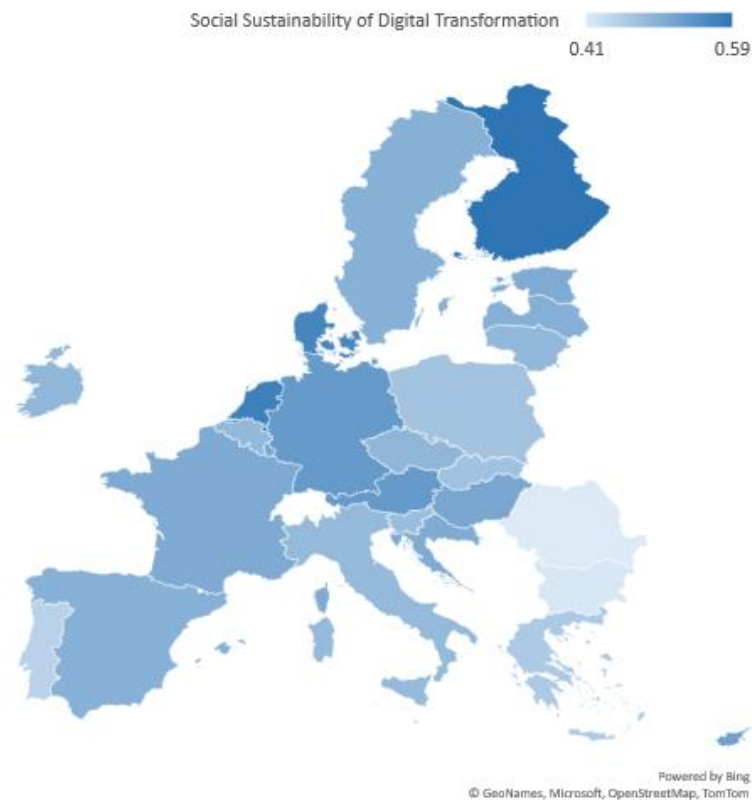 Social Sustainability of Digital Transformation
0.41 0.59
Powered by Bing
© GeoNames, Microsoft, OpenStreetMap, TomTom